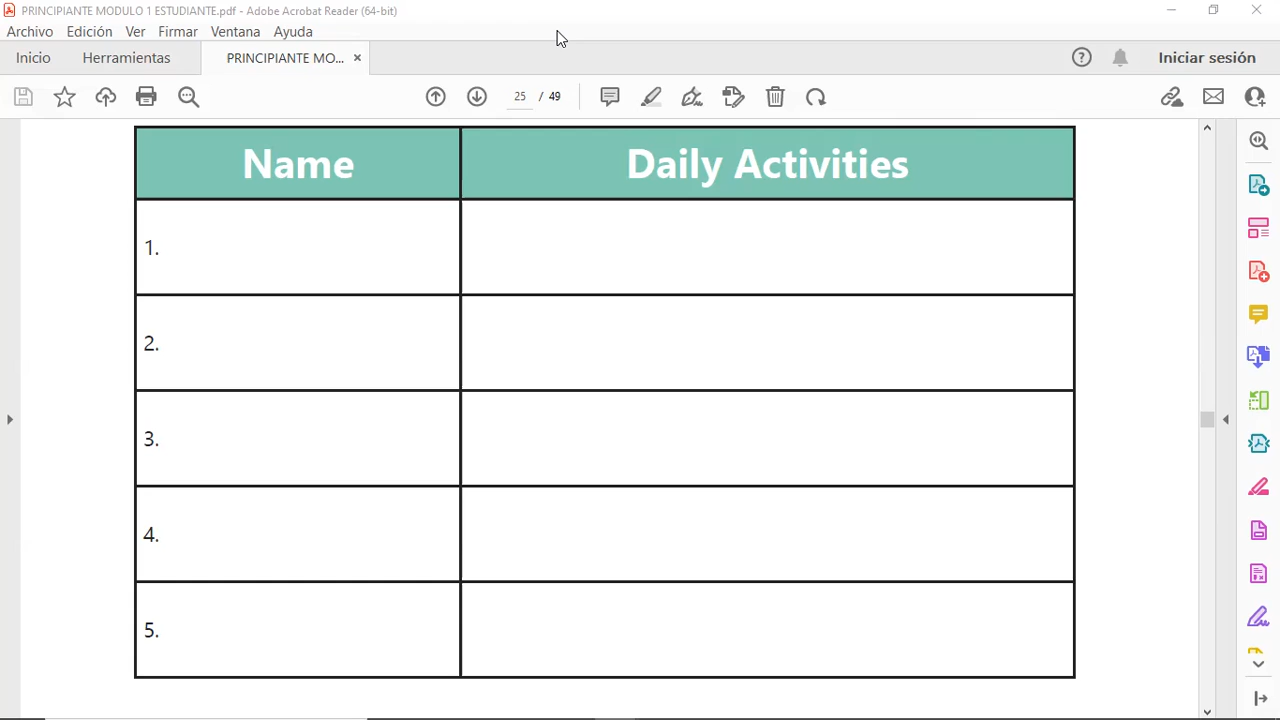 PRINCIPIANTE MODULO 1 ESTUDIANTE.pdf - Adobe Acrobat Reader (64-bit)
Archivo Edición Ver Firmar Ventana Ayuda
Inicio Herramientas PRINCIPIANTE MO... Iniciar sesión
25 / 49
Name Daily Activities
1.
2.
3.
4.
5.